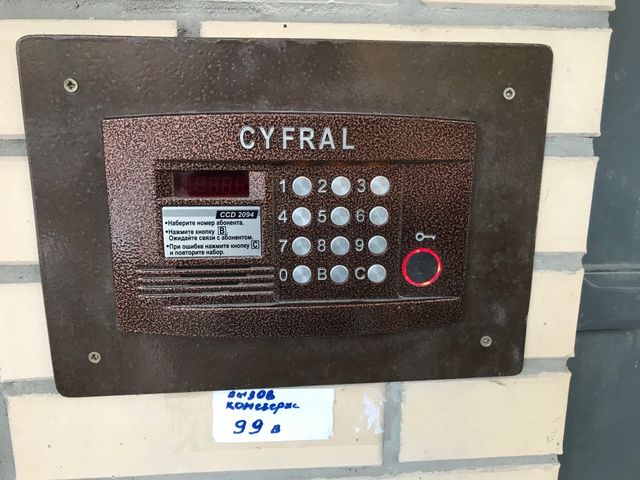 CYFRAL
CCD 2094
•Наберите номер абонента.
•Нажмите кнопку В
Ожидайте связи с абонентом.
•При ошибке нажмите кнопку С
и повторите набор.
1 2 3
4 5 6
7 8 9
0 B C
вызов
консьержа
99 в